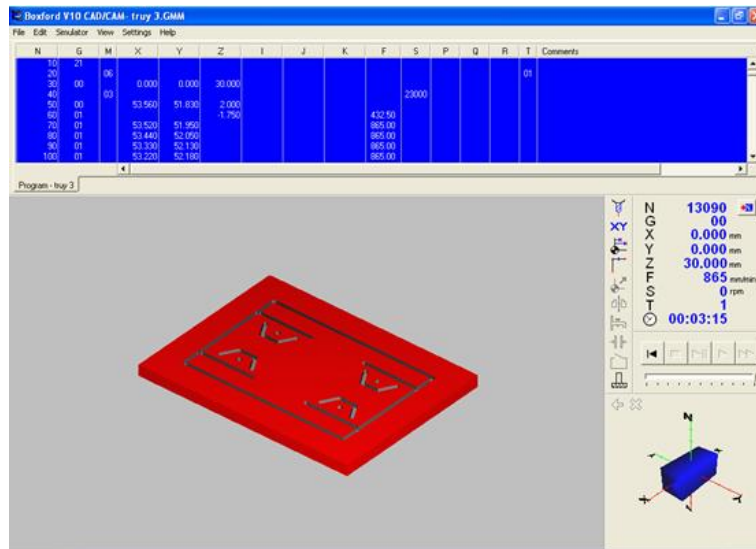 Boxford V10 CAD/CAM- truy 3.GMM
File Edit Simulator View Settings Help
N G M X Y Z I J K F S P Q R T Comments
10 21
20 06 01
30 00 0.000 0.000 30.000
40 03 23000
50 00 53.560 51.830 2.000
60 01 -1.750 432.50
70 01 53.520 51.950 865.00
80 01 53.440 52.050 865.00
90 01 53.330 52.130 865.00
100 01 53.220 52.180 865.00
Program - truy 3
XY
N 13090
G 00
X 0.000 mm
Y 0.000 mm
Z 30.000 mm
F 865 mm/min
S 0 rpm
T 1
00:03:15